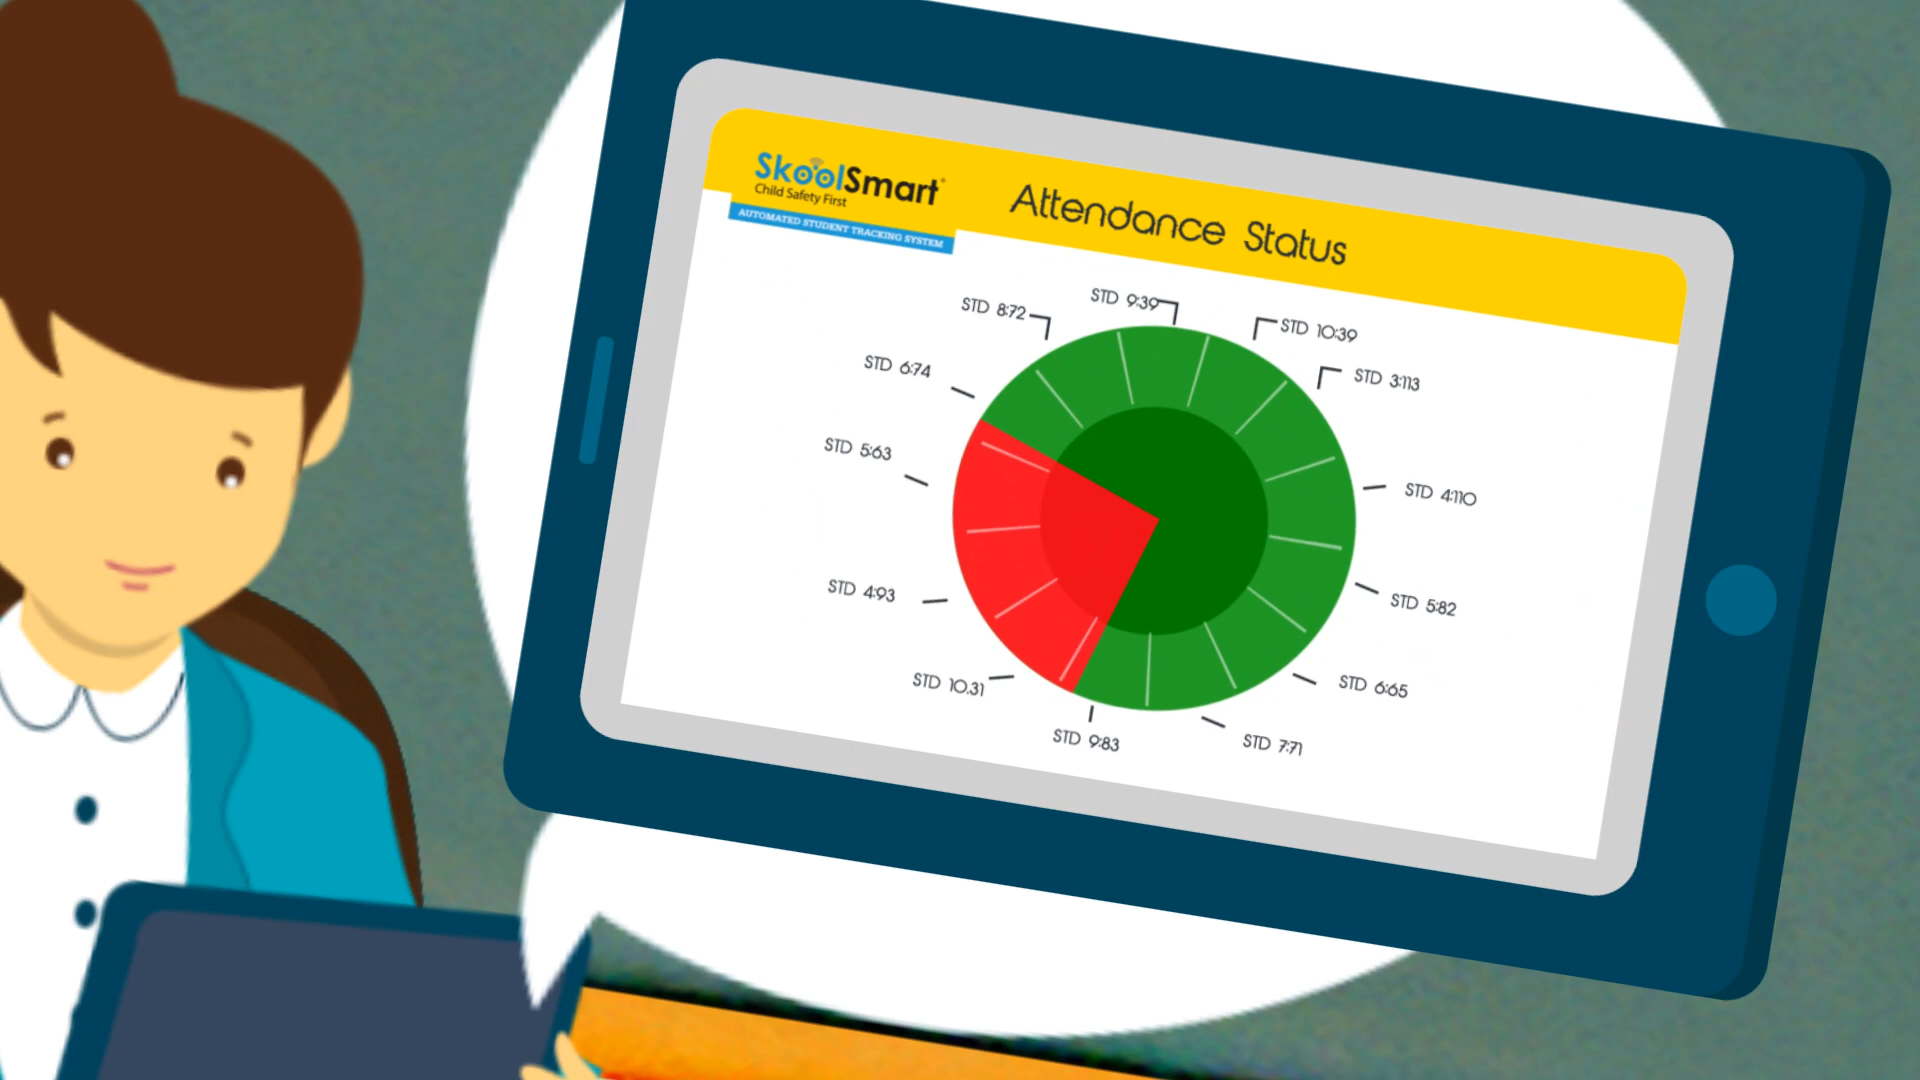 SkoolSmart
Child Safety First
AUTOMATED STUDENT TRACKING SYSTEM
Attendance Status
STD 9:39
STD 10:39
STD 8:72
STD 3:113
STD 6:74
STD 4:110
STD 5:63
STD 5:82
STD 4:93
STD 6:65
STD 10.31
STD 7:71
STD 9:83